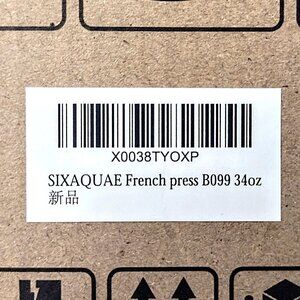 X0038TYOXP
SIXAQUAE French press B099 34oz
新品